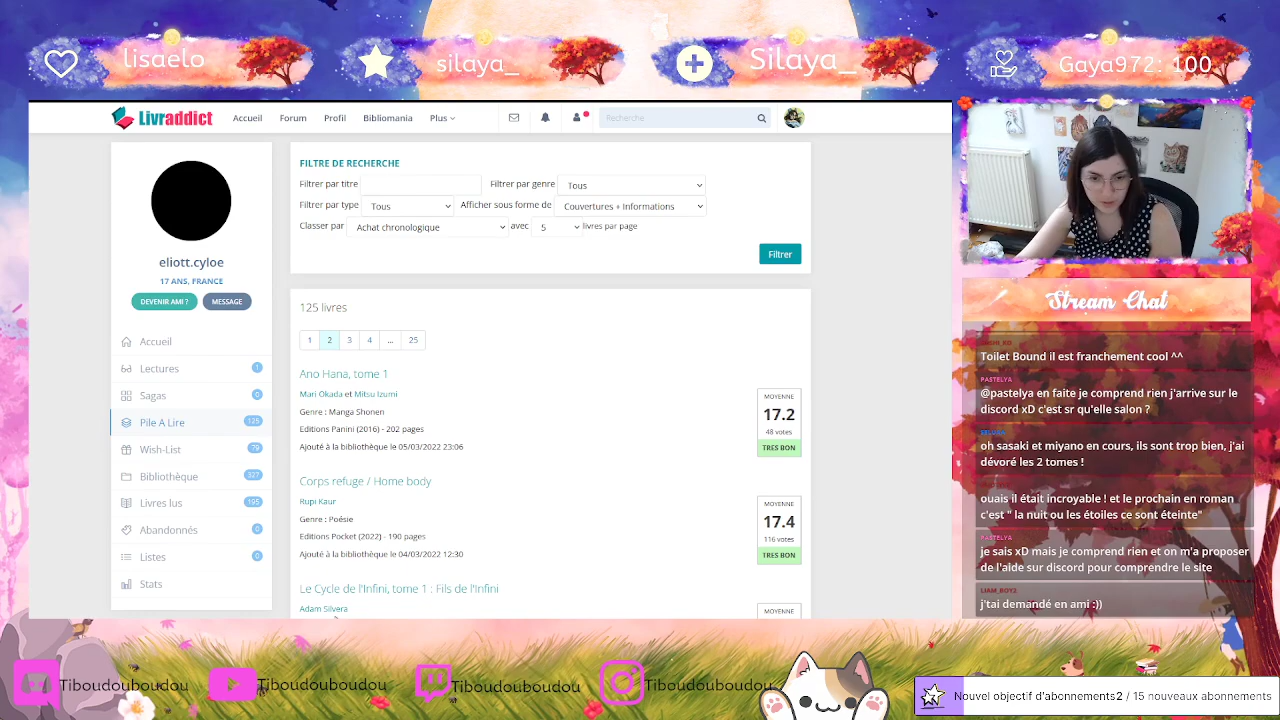 lisaelo
silaya_
Silaya_
Gaya972: 100
Livraddict
Accueil
Forum
Profil
Bibliomania
Plus
Recherche
eliott.cyloe
17 ANS, FRANCE
DEVENIR AMI ?
MESSAGE
Accueil
Lectures 1
Sagas 0
Pile A Lire 125
Wish-List 79
Bibliothèque 327
Livres lus 195
Abandonnés 0
Listes 0
Stats
FILTRE DE RECHERCHE
Filtrer par titre
Filtrer par genre Tous
Filtrer par type Tous
Afficher sous forme de Couvertures + Informations
Classer par Achat chronologique avec 5 livres par page
Filtrer
125 livres
1 2 3 4 ... 25
Ano Hana, tome 1
Mari Okada et Mitsu Izumi
Genre : Manga Shonen
Editions Panini (2016) - 202 pages
Ajouté à la bibliothèque le 05/03/2022 23:06
MOYENNE
17.2
48 votes
TRES BON
Corps refuge / Home body
Rupi Kaur
Genre : Poésie
Editions Pocket (2022) - 190 pages
Ajouté à la bibliothèque le 04/03/2022 12:30
MOYENNE
17.4
116 votes
TRES BON
Le Cycle de l'Infini, tome 1 : Fils de l'Infini
Adam Silvera
MOYENNE
Stream Chat
Toilet Bound il est franchement cool ^^
PASTELYA
@pastelya en faite je comprend rien j'arrive sur le
discord xD c'est sr qu'elle salon ?
oh sasaki et miyano en cours, ils sont trop bien, j'ai
dévoré les 2 tomes !
ouais il était incroyable ! et le prochain en roman
c'est " la nuit ou les étoiles ce sont éteinte"
PASTELYA
je sais xD mais je comprend rien et on m'a proposer
de l'aide sur discord pour comprendre le site
LIAM_BOYZ
j'tai demandé en ami :))
Tiboudouboudou
Tiboudouboudou
Tiboudouboudou
Tiboudouboudou
Nouvel objectif d'abonnements2 / 15 nouveaux abonnements